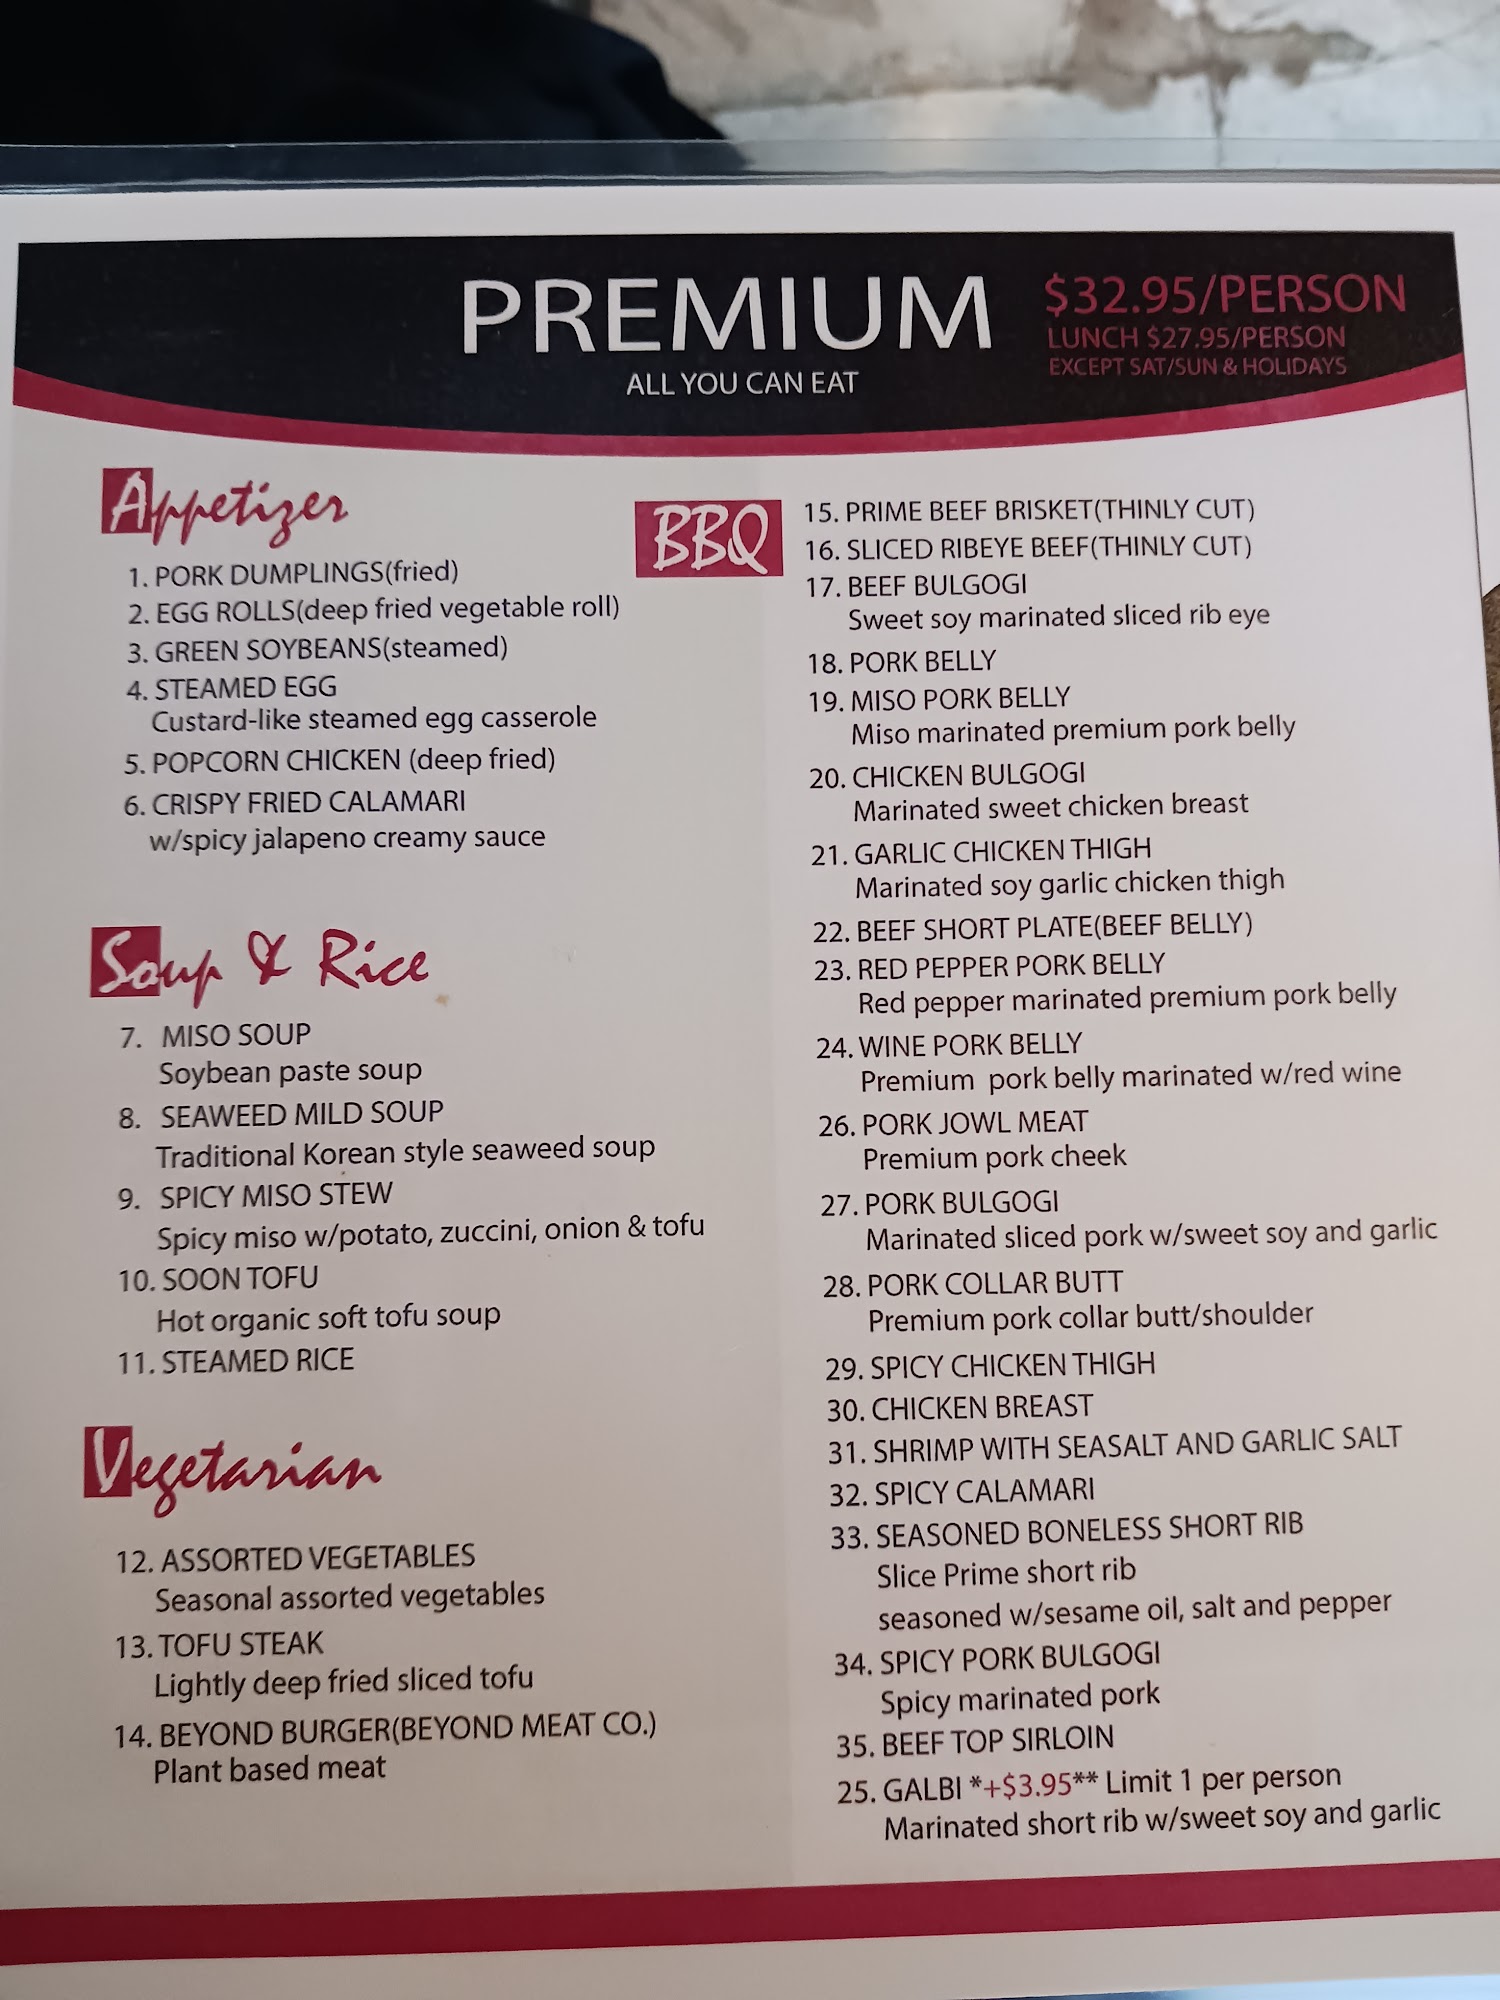 PREMIUM
ALL YOU CAN EAT
$32.95/PERSON
LUNCH $27.95/PERSON
EXCEPT SAT/SUN & HOLIDAYS
Appetizer
1. PORK DUMPLINGS(fried)
2. EGG ROLLS(deep fried vegetable roll)
3. GREEN SOYBEANS(steamed)
4. STEAMED EGG
Custard-like steamed egg casserole
5. POPCORN CHICKEN (deep fried)
6. CRISPY FRIED CALAMARI
w/spicy jalapeno creamy sauce
Soup & Rice
7. MISO SOUP
Soybean paste soup
8. SEAWEED MILD SOUP
Traditional Korean style seaweed soup
9. SPICY MISO STEW
Spicy miso w/potato, zuccini, onion & tofu
10. SOON TOFU
Hot organic soft tofu soup
11. STEAMED RICE
Vegetarian
12. ASSORTED VEGETABLES
Seasonal assorted vegetables
13. TOFU STEAK
Lightly deep fried sliced tofu
14. BEYOND BURGER(BEYOND MEAT CO.)
Plant based meat
BBQ
15. PRIME BEEF BRISKET(THINLY CUT)
16. SLICED RIBEYE BEEF(THINLY CUT)
17. BEEF BULGOGI
Sweet soy marinated sliced rib eye
18. PORK BELLY
19. MISO PORK BELLY
Miso marinated premium pork belly
20. CHICKEN BULGOGI
Marinated sweet chicken breast
21. GARLIC CHICKEN THIGH
Marinated soy garlic chicken thigh
22. BEEF SHORT PLATE(BEEF BELLY)
23. RED PEPPER PORK BELLY
Red pepper marinated premium pork belly
24. WINE PORK BELLY
Premium pork belly marinated w/red wine
26. PORK JOWL MEAT
Premium pork cheek
27. PORK BULGOGI
Marinated sliced pork w/sweet soy and garlic
28. PORK COLLAR BUTT
Premium pork collar butt/shoulder
29. SPICY CHICKEN THIGH
30. CHICKEN BREAST
31. SHRIMP WITH SEASALT AND GARLIC SALT
32. SPICY CALAMARI
33. SEASONED BONELESS SHORT RIB
Slice Prime short rib
seasoned w/sesame oil, salt and pepper
34. SPICY PORK BULGOGI
Spicy marinated pork
35. BEEF TOP SIRLOIN
25. GALBI *+$3.95** Limit 1 per person
Marinated short rib w/sweet soy and garlic